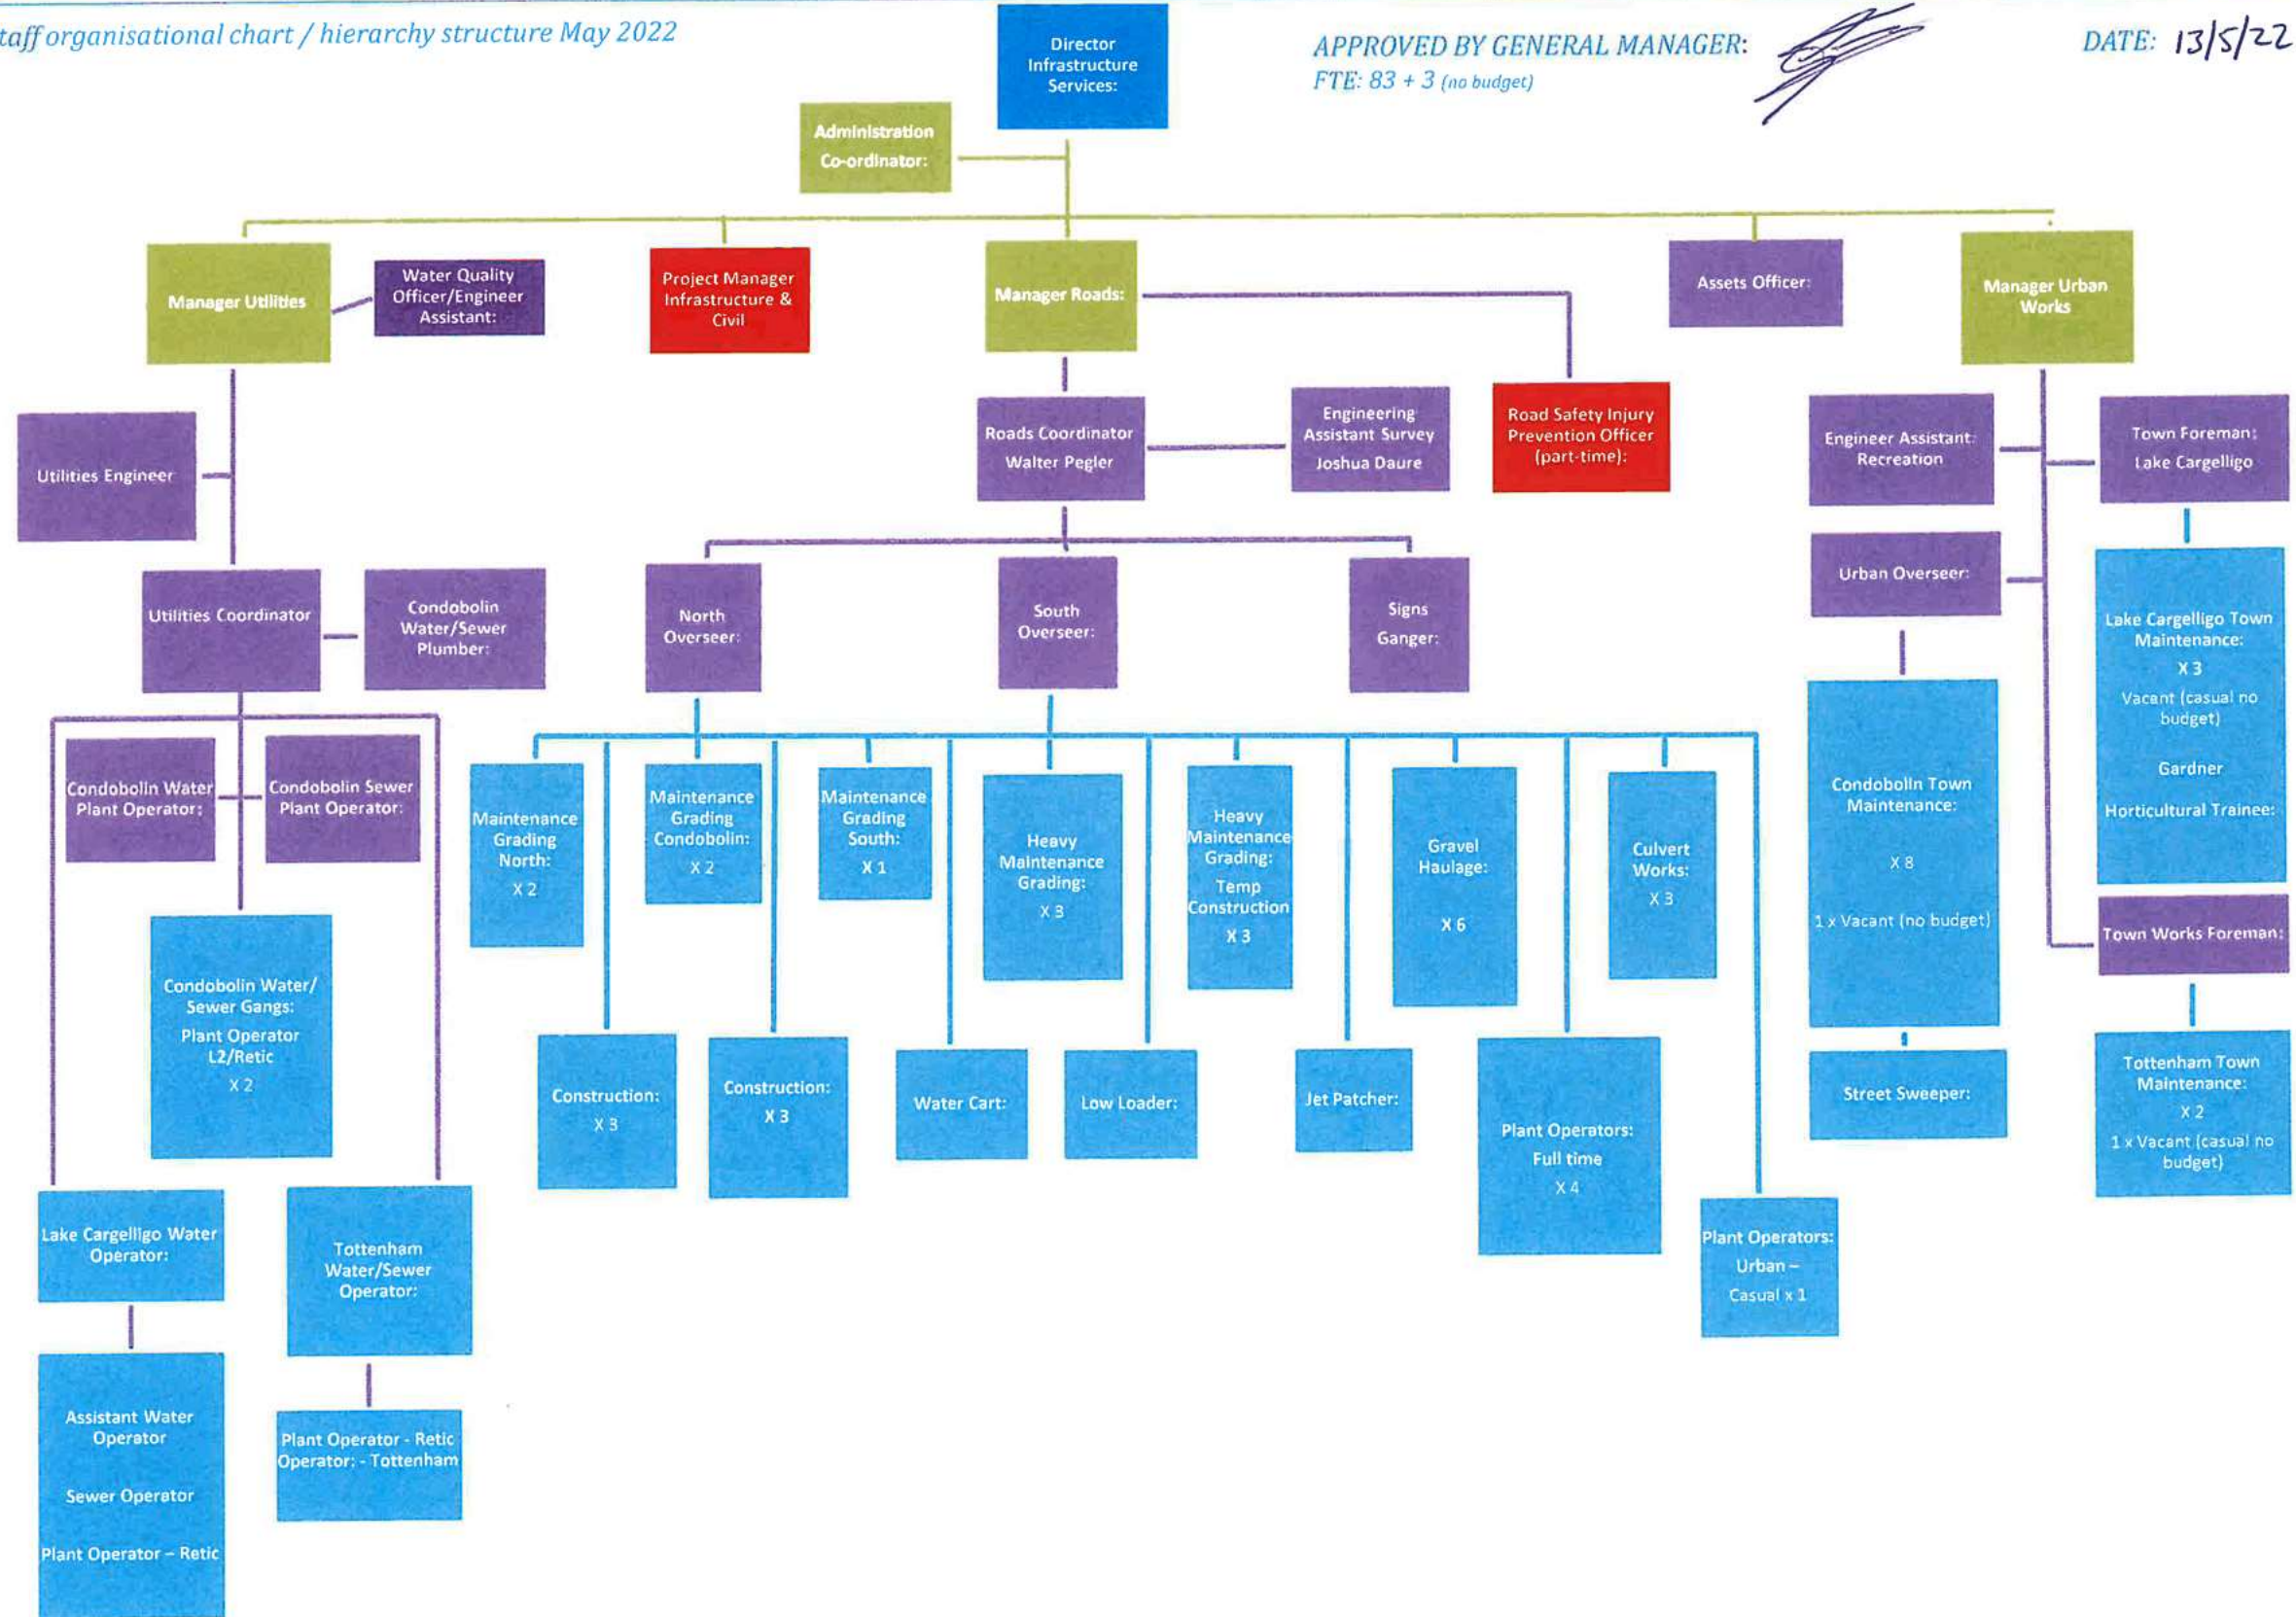 taff organisational chart / hierarchy structure May 2022
APPROVED BY GENERAL MANAGER:
FTE: 83 + 3 (no budget)
DATE: 13/5/22
Director
Infrastructure
Services:
Administration
Co-ordinator:
Manager Utilities
Water Quality
Officer/Engineer
Assistant:
Project Manager
Infrastructure &
Civil
Manager Roads:
Assets Officer:
Manager Urban
Works
Utilities Engineer
Roads Coordinator
Walter Pegler
Engineering
Assistant Survey
Joshua Daure
Road Safety Injury
Prevention Officer
(part-time):
Engineer Assistant:
Recreation
Town Foreman:
Lake Cargelligo
Utilities Coordinator
Condobolin
Water/Sewer
Plumber:
North
Overseer:
South
Overseer:
Signs
Ganger:
Urban Overseer:
Lake Cargelligo Town
Maintenance:
X 3
Vacant (casual no
budget)
Gardner
Horticultural Trainee:
Condobolin Water
Plant Operator:
Condobolin Sewer
Plant Operator:
Maintenance
Grading
North:
X 2
Maintenance
Grading
Condobolin:
X 2
Maintenance
Grading
South:
X 1
Heavy
Maintenance
Grading:
X 3
Heavy
Maintenance
Grading:
Temp
Construction
X 3
Gravel
Haulage:
X 6
Culvert
Works:
X 3
Condobolin Town
Maintenance:
X 8
1 x Vacant (no budget)
Town Works Foreman:
Condobolin Water/
Sewer Gangs:
Plant Operator
L2/Retic
X 2
Construction:
X 3
Construction:
X 3
Water Cart:
Low Loader:
Jet Patcher:
Plant Operators:
Full time
X 4
Street Sweeper:
Tottenham Town
Maintenance:
X 2
1 x Vacant (casual no
budget)
Lake Cargelligo Water
Operator:
Tottenham
Water/Sewer
Operator:
Plant Operators:
Urban –
Casual x 1
Assistant Water
Operator
Sewer Operator
Plant Operator – Retic
Plant Operator - Retic
Operator: - Tottenham